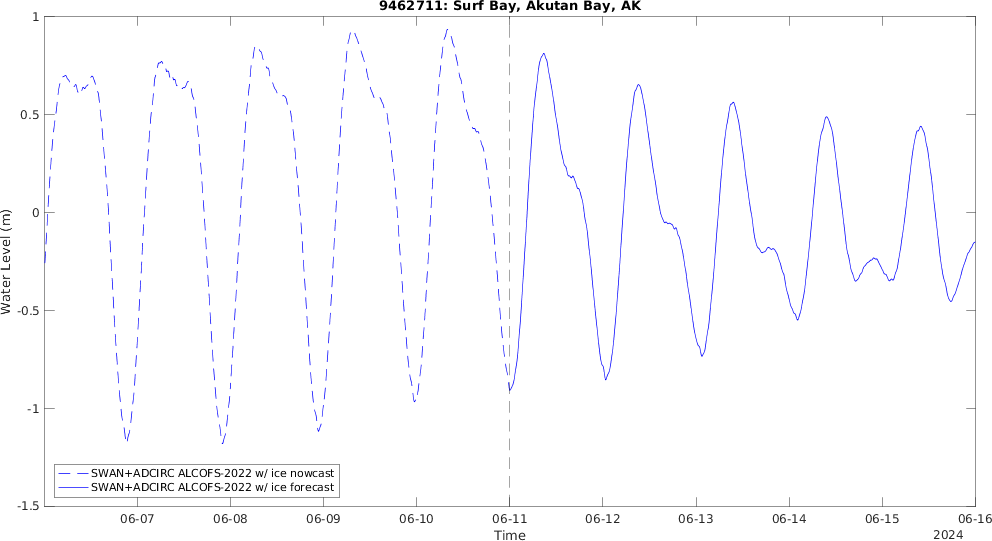 9462711: Surf Bay, Akutan Bay, AK
Water Level (m)
1
0.5
0
-0.5
-1
-1.5
SWAN+ADCIRC ALCOFS-2022 w/ ice nowcast
SWAN+ADCIRC ALCOFS-2022 w/ ice forecast
06-07 06-08 06-09 06-10 06-11 06-12 06-13 06-14 06-15 06-16
Time
2024